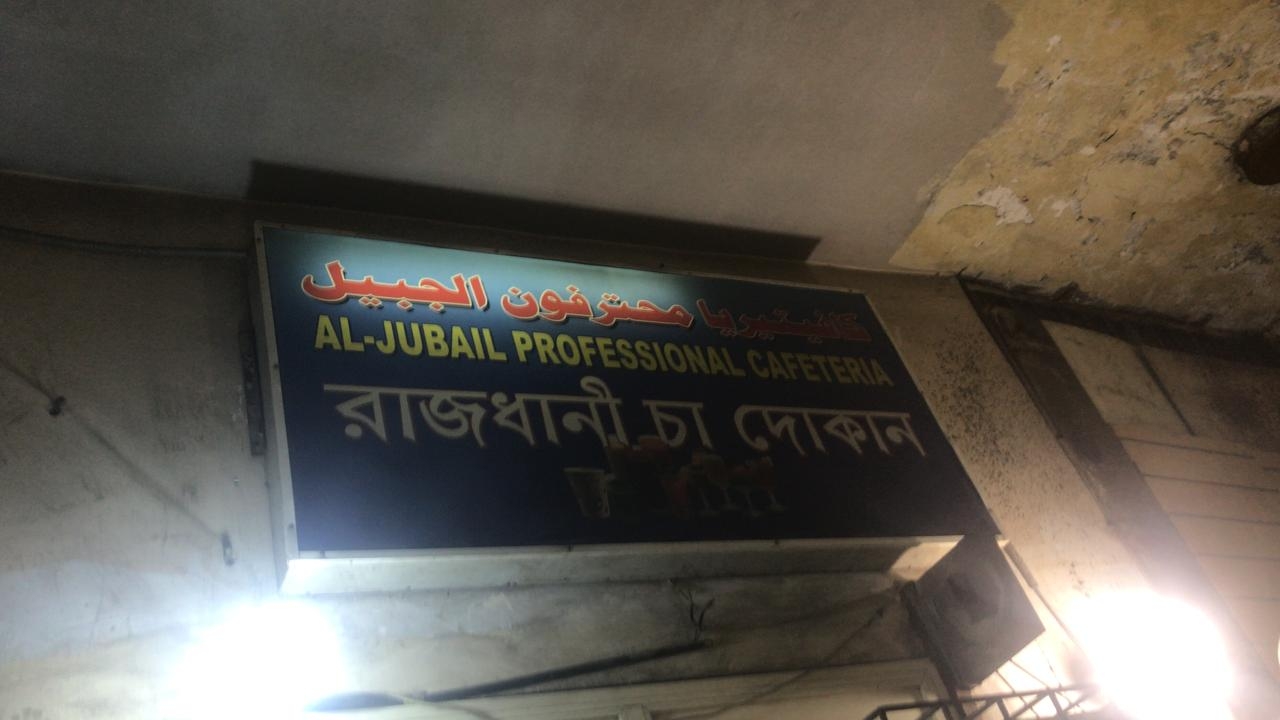 كافيتيريا محترفون الجبيل
AL-JUBAIL PROFESSIONAL CAFETERIA
রাজধানী চা দোকান